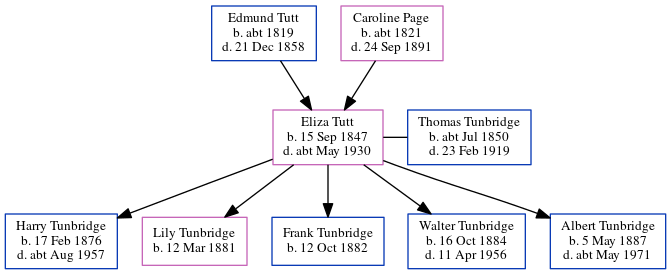 Edmund Tutt
b. abt 1819
d. 21 Dec 1858
Caroline Page
b. abt 1821
d. 24 Sep 1891
Eliza Tutt
b. 15 Sep 1847
d. abt May 1930
Thomas Tunbridge
b. abt Jul 1850
d. 23 Feb 1919
Harry Tunbridge
b. 17 Feb 1876
d. abt Aug 1957
Lily Tunbridge
b. 12 Mar 1881
Frank Tunbridge
b. 12 Oct 1882
Walter Tunbridge
b. 16 Oct 1884
d. 11 Apr 1956
Albert Tunbridge
b. 5 May 1887
d. abt May 1971